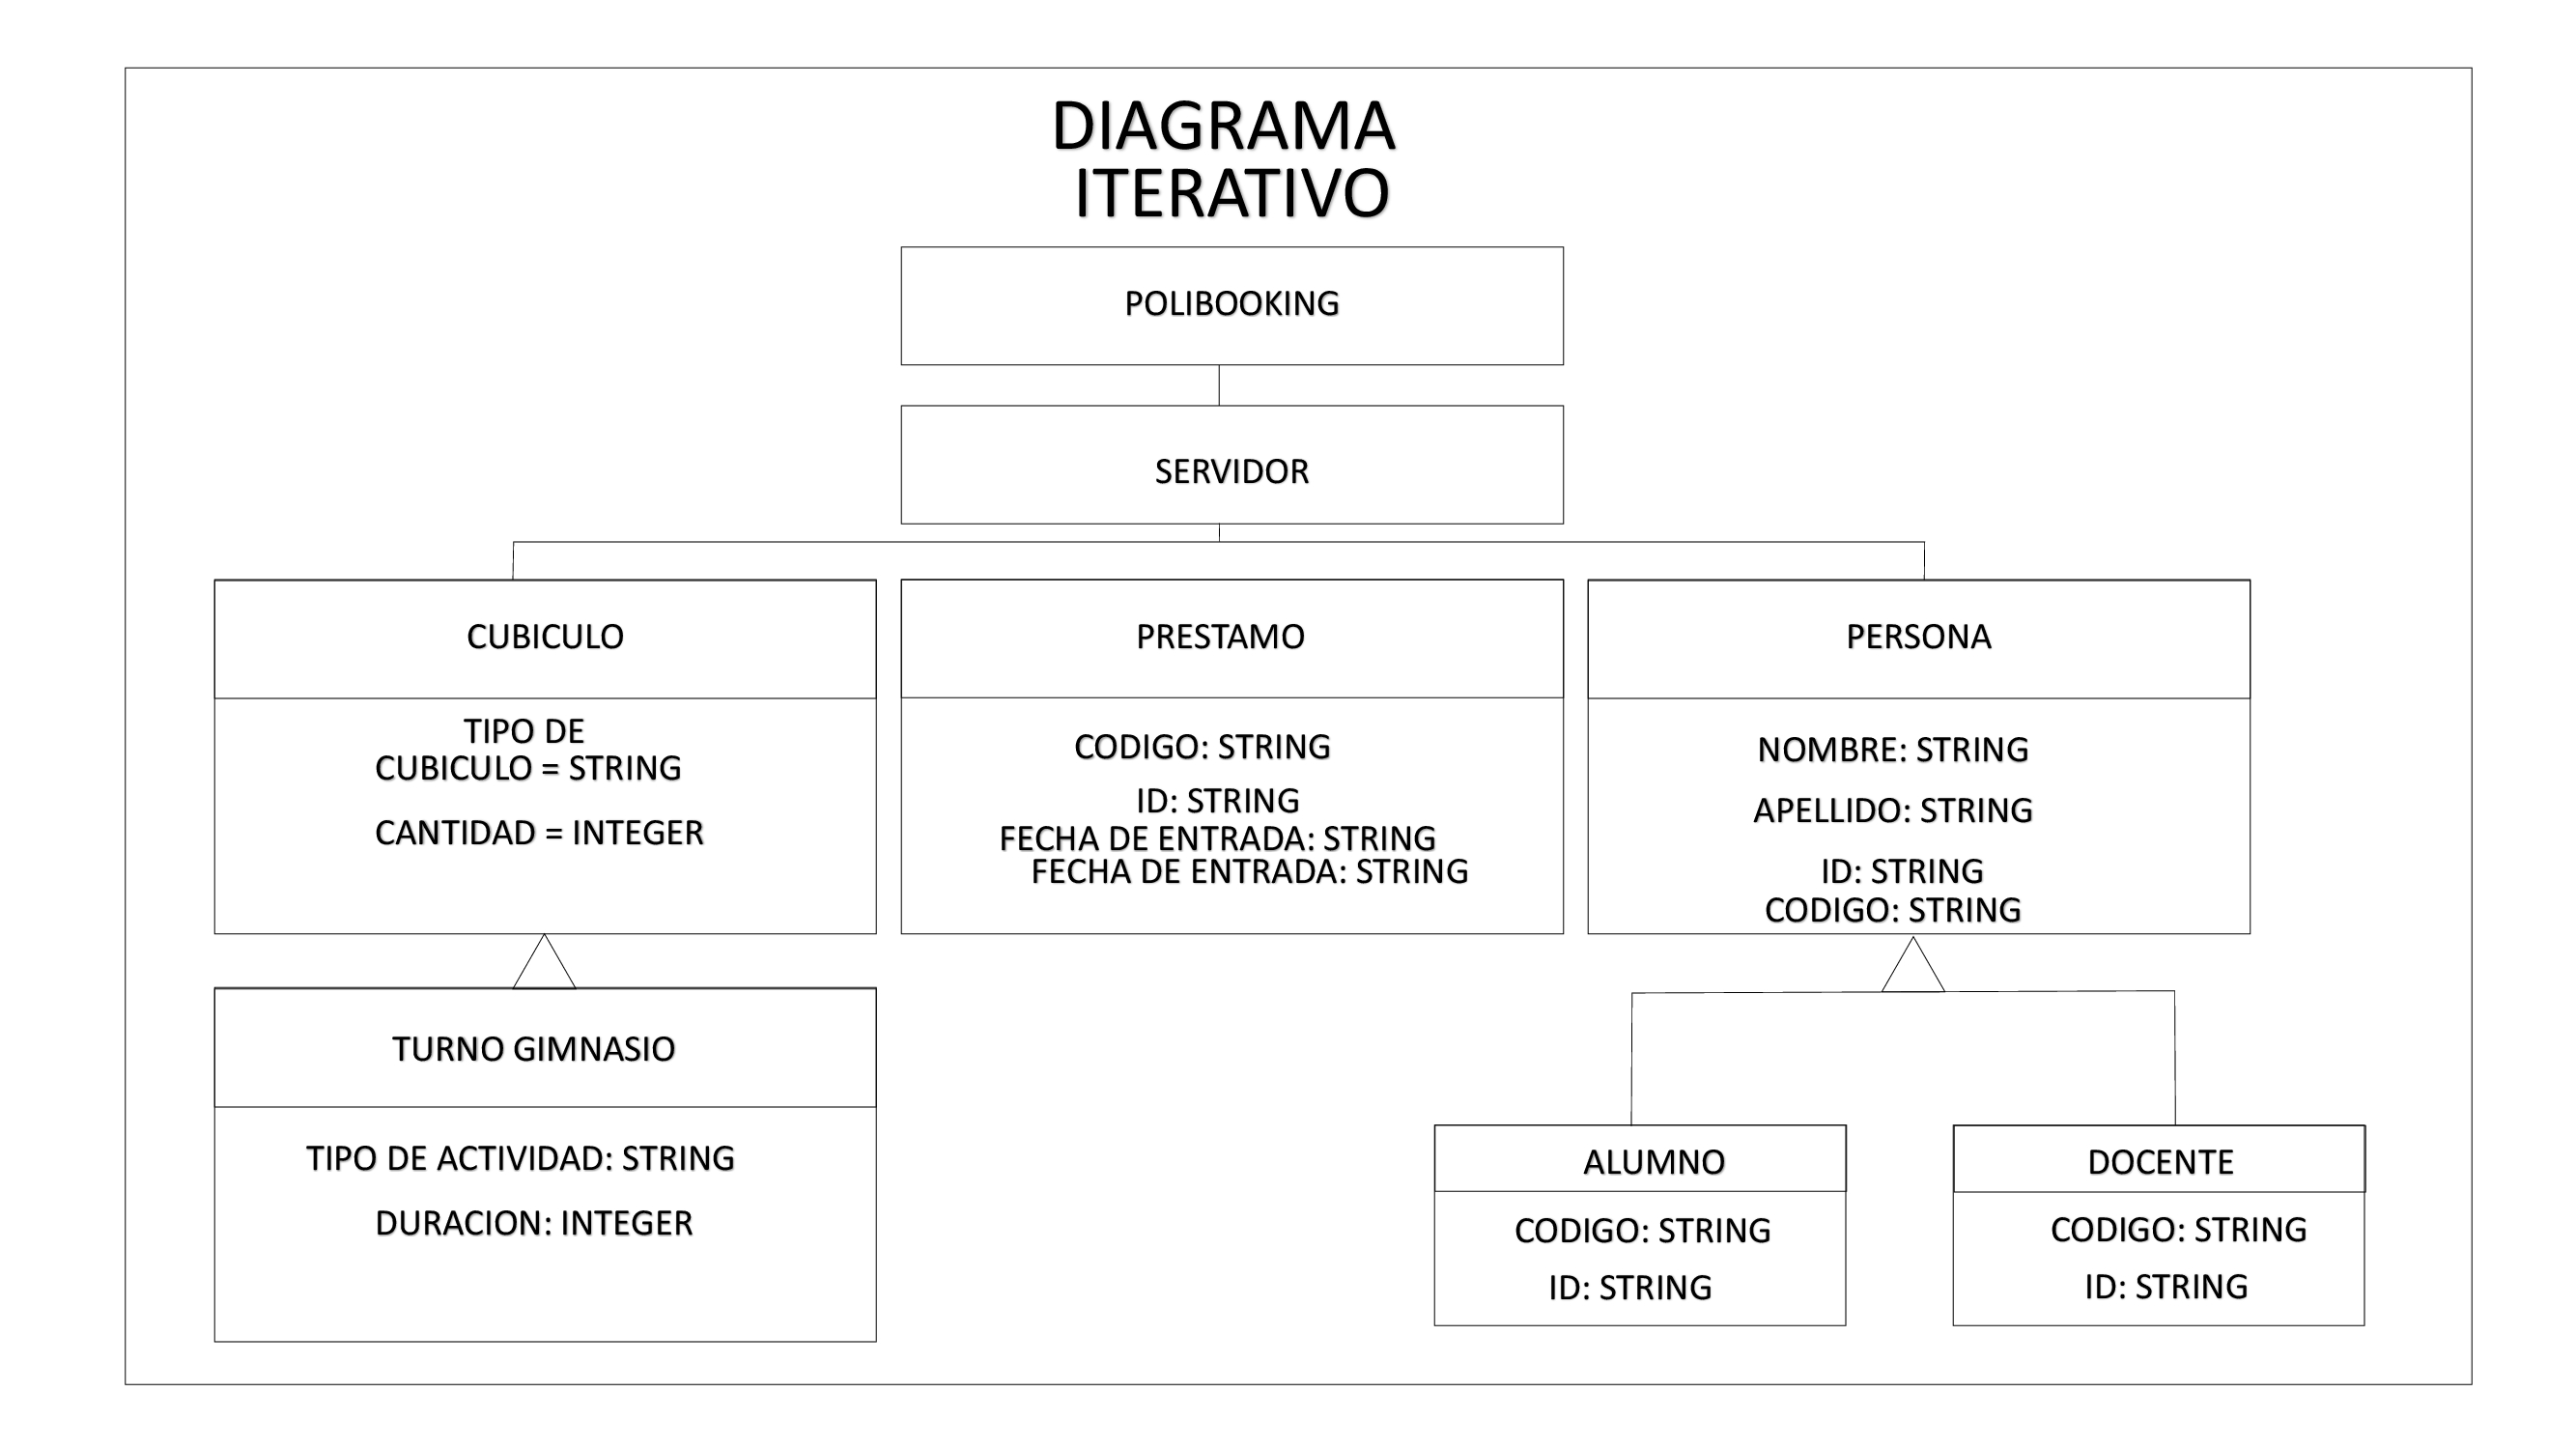 DIAGRAMA
ITERATIVO
POLIBOOKING
SERVIDOR
CUBICULO
TIPO DE
CUBICULO = STRING
CANTIDAD = INTEGER
PRESTAMO
CODIGO: STRING
ID: STRING
FECHA DE ENTRADA: STRING
FECHA DE ENTRADA: STRING
PERSONA
NOMBRE: STRING
APELLIDO: STRING
ID: STRING
CODIGO: STRING
TURNO GIMNASIO
TIPO DE ACTIVIDAD: STRING
DURACION: INTEGER
ALUMNO
CODIGO: STRING
ID: STRING
DOCENTE
CODIGO: STRING
ID: STRING